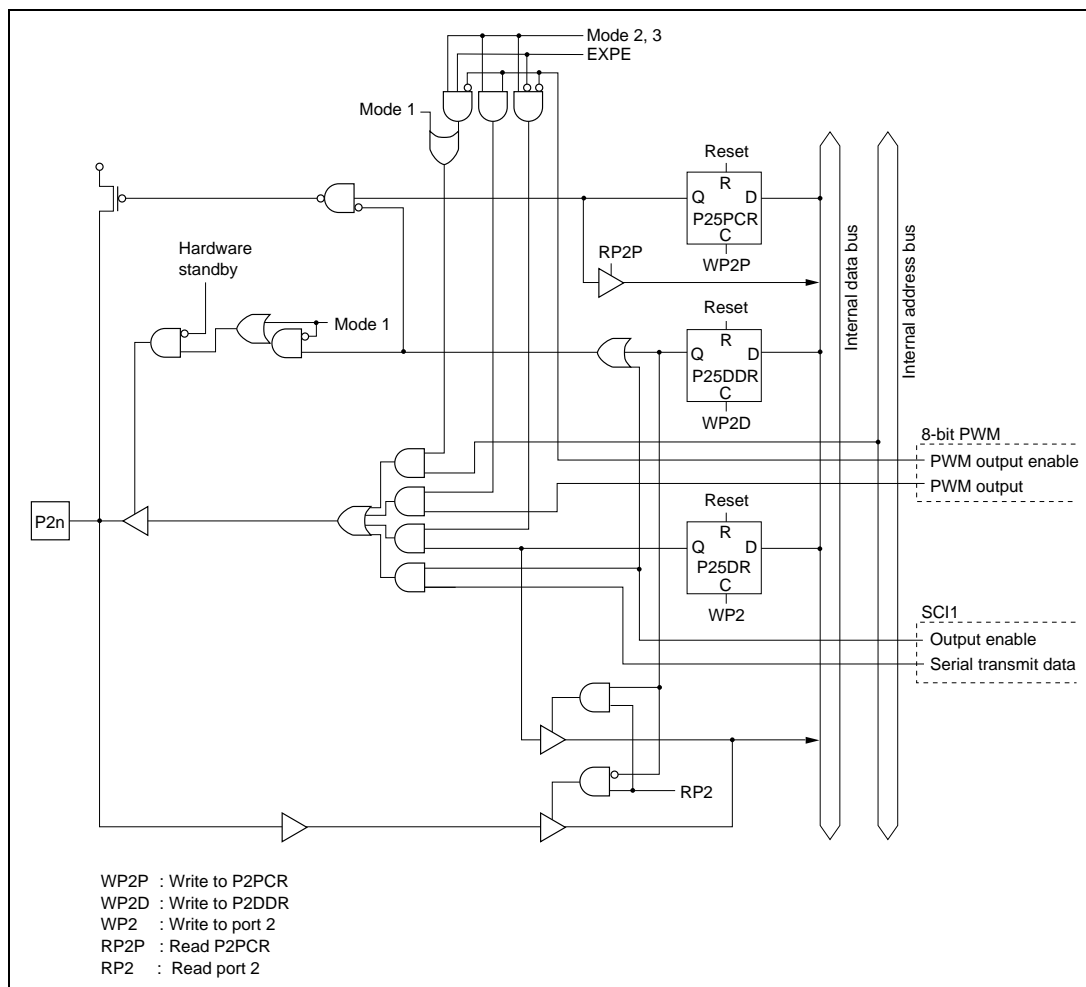 Mode 2, 3
EXPE
Mode 1
Reset
R
Q D
P25PCR
C
WP2P
Hardware
standby
RP2P
Mode 1
Reset
R
Q D
P25DDR
C
WP2D
Internal data bus
Internal address bus
8-bit PWM
PWM output enable
PWM output
P2n
Reset
R
Q D
P25DR
C
WP2
SCI1
Output enable
Serial transmit data
RP2
WP2P : Write to P2PCR
WP2D : Write to P2DDR
WP2 : Write to port 2
RP2P : Read P2PCR
RP2 : Read port 2